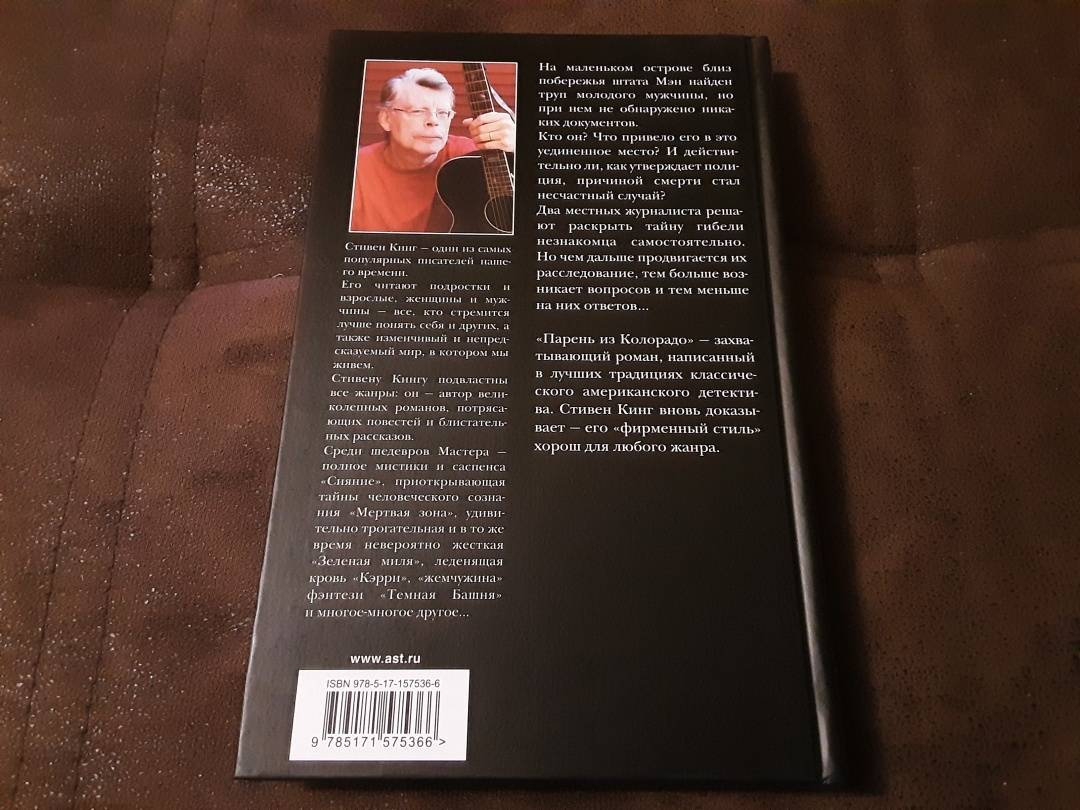 Стивен Кинг – один из самых
популярных писателей наше-
го времени.
Его читают подростки и
взрослые, женщины и муж-
чины – все, кто стремится
лучше понять себя и других, а
также изменчивый и непред-
сказуемый мир, в котором мы
живем.
Стивену Кингу подвластны
все жанры: он – автор вели-
колепных романов, потряса-
ющих повестей и блистатель-
ных рассказов.
Среди шедевров Мастера –
полное мистики и саспенса
«Сияние», приоткрывающая
тайны человеческого созна-
ния «Мертвая зона», удиви-
тельно трогательная и в то же
время невероятно жесткая
«Зеленая миля», леденящая
кровь «Кэрри», «жемчужина»
фэнтези «Темная Башня»
и многое-многое другое...
На маленьком острове близ
побережья штата Мэн найден
труп молодого мужчины, но
при нем не обнаружено ника-
ких документов.
Кто он? Что привело его в это
уединенное место? И действи-
тельно ли, как утверждает поли-
ция, причиной смерти стал
несчастный случай?
Два местных журналиста реша-
ют раскрыть тайну гибели
незнакомца самостоятельно.
Но чем дальше продвигается их
расследование, тем больше воз-
никает вопросов и тем меньше
на них ответов...
«Парень из Колорадо» – захва-
тывающий роман, написанный
в лучших традициях классиче-
ского американского детекти-
ва. Стивен Кинг вновь доказы-
вает – его «фирменный стиль»
хорош для любого жанра.
www.ast.ru
ISBN 978-5-17-157536-6
9 785171 575366 >